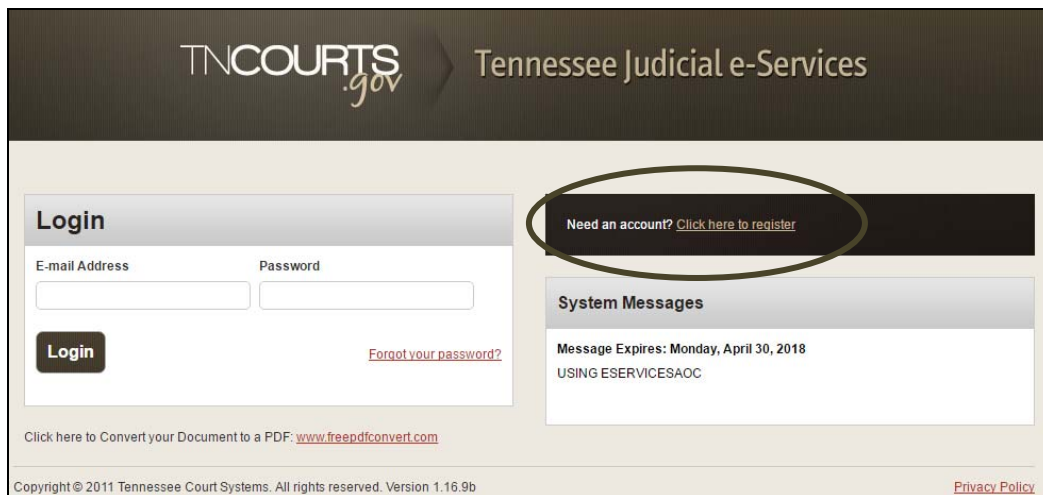 TNCOURTS
.gov
Tennessee Judicial e-Services
Login
E-mail Address Password
Login
Forgot your password?
Need an account? Click here to register
System Messages
Message Expires: Monday, April 30, 2018
USING ESERVICESAOC
Click here to Convert your Document to a PDF: www.freepdfconvert.com
Copyright © 2011 Tennessee Court Systems. All rights reserved. Version 1.16.9b
Privacy Policy